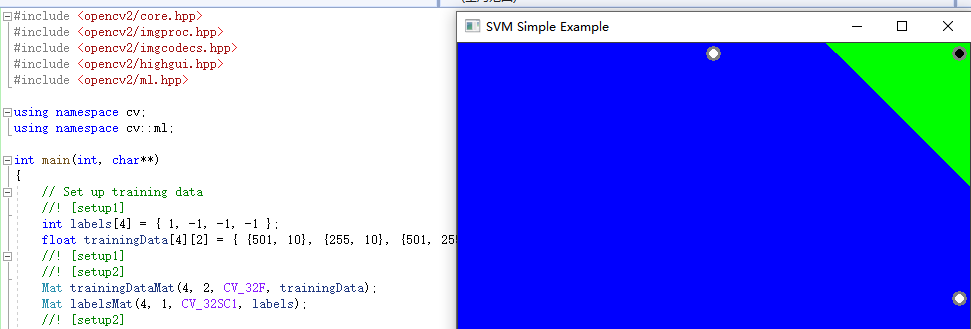 #include <opencv2/core.hpp>
#include <opencv2/imgproc.hpp>
#include <opencv2/imgcodecs.hpp>
#include <opencv2/highgui.hpp>
#include <opencv2/ml.hpp>
using namespace cv;
using namespace cv::ml;
int main(int, char**)
{
// Set up training data
//! [setup1]
int labels[4] = { 1, -1, -1, -1 };
float trainingData[4][2] = { {501, 10}, {255, 10}, {501, 255
//! [setup1]
//! [setup2]
Mat trainingDataMat(4, 2, CV_32F, trainingData);
Mat labelsMat(4, 1, CV_32SC1, labels);
//! [setup2]
SVM Simple Example